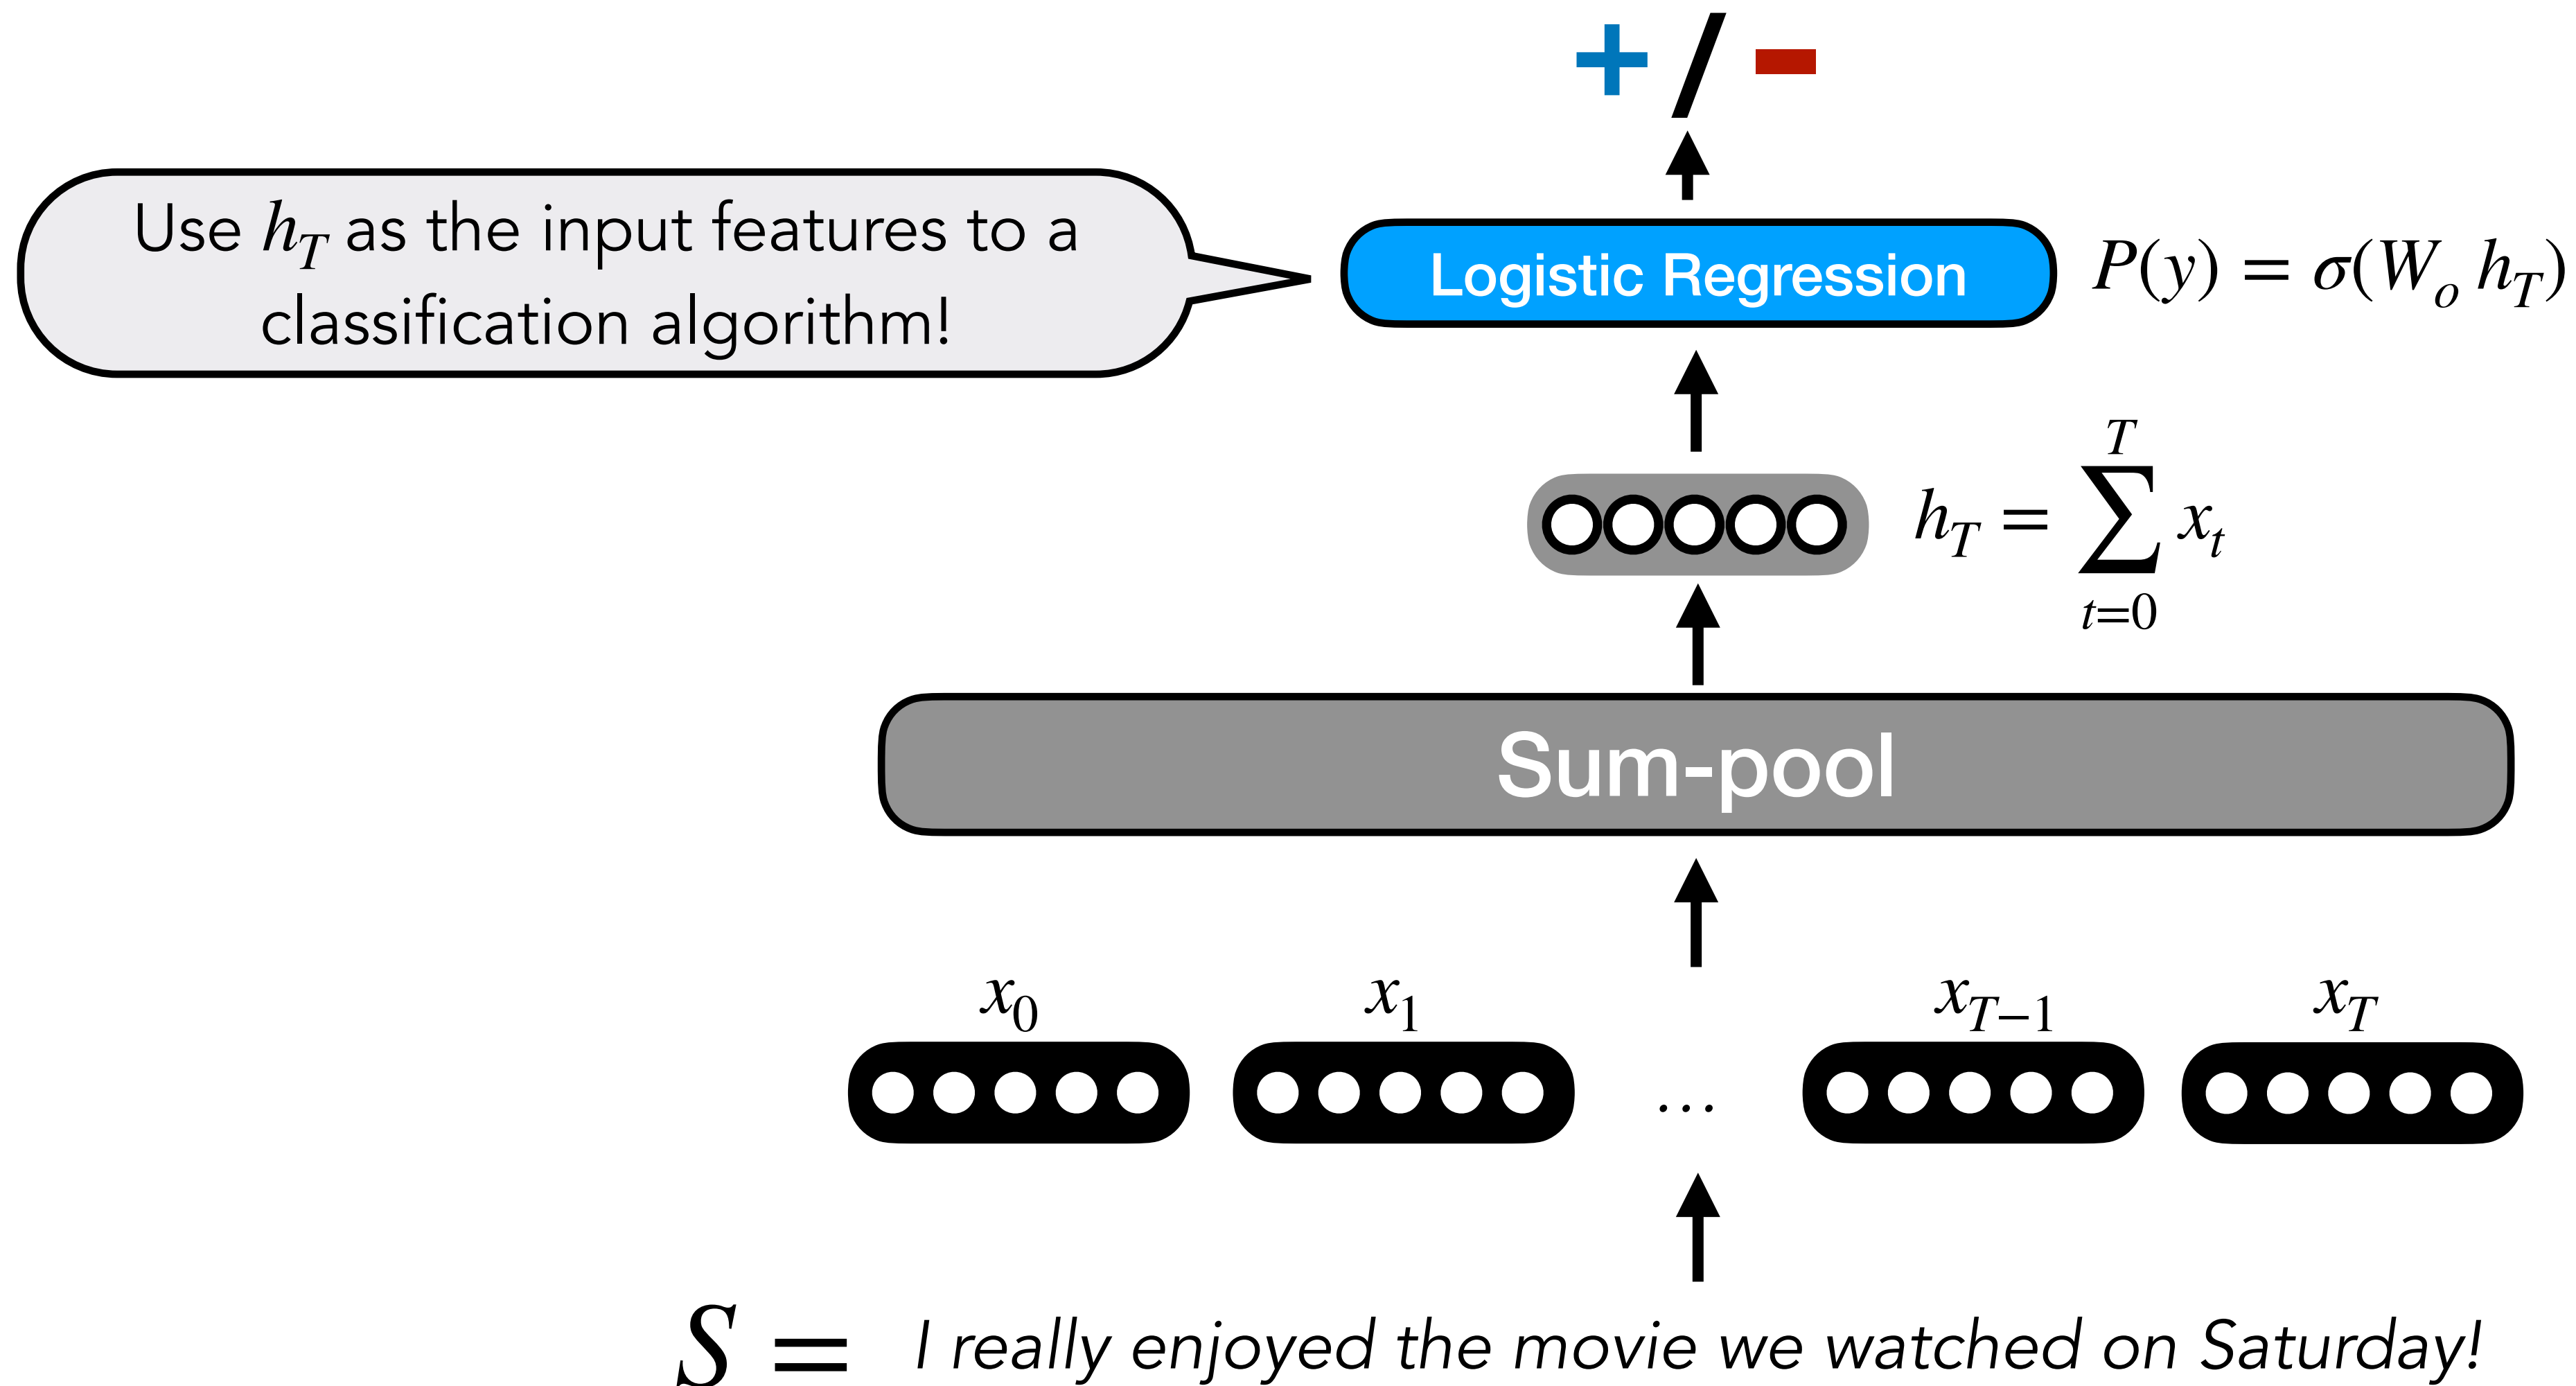 +/-
Use h_T as the input features to a
classification algorithm!
Logistic Regression
P(y) = σ(W_o h_T)
h_T = ∑_{t=0}^{T} x_t
Sum-pool
x_0 x_1 x_{T−1} x_T
...
S = I really enjoyed the movie we watched on Saturday!